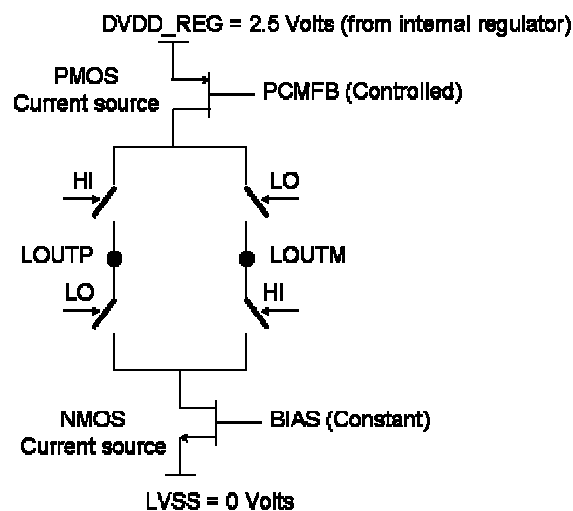 DVDD_REG = 2.5 Volts (from internal regulator)
PMOS
Current source
PCMFB (Controlled)
HI
LO
LOUTP
LOUTM
LO
HI
NMOS
Current source
BIAS (Constant)
LVSS = 0 Volts